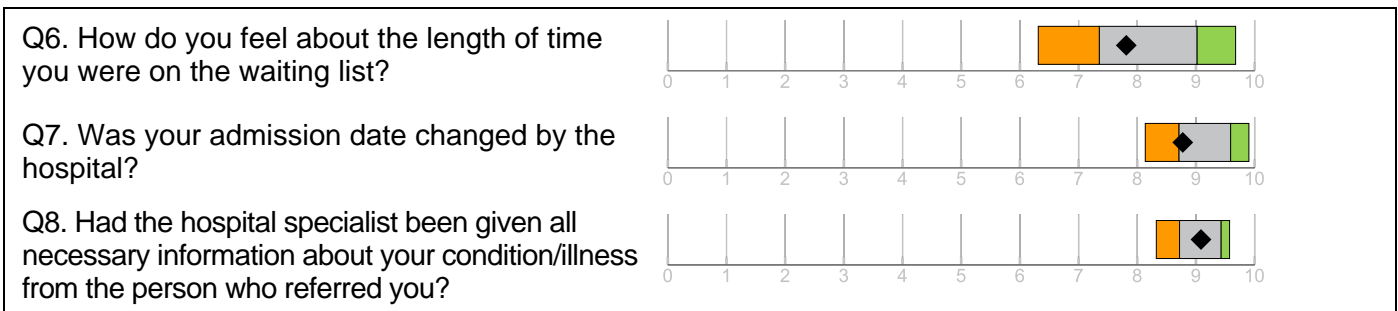 Q6. How do you feel about the length of time
you were on the waiting list?
0 1 2 3 4 5 6 7 8 9 10
Q7. Was your admission date changed by the
hospital?
0 1 2 3 4 5 6 7 8 9 10
Q8. Had the hospital specialist been given all
necessary information about your condition/illness
from the person who referred you?
0 1 2 3 4 5 6 7 8 9 10